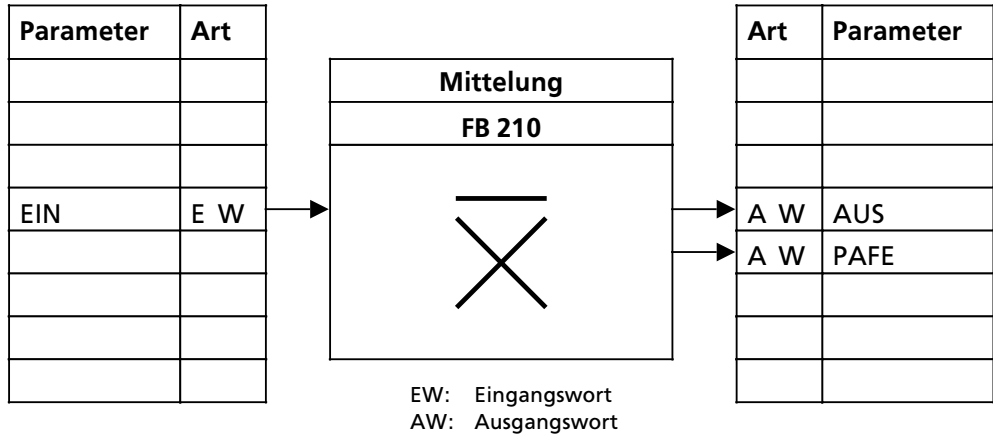 Parameter Art
Mittelung
FB 210
EIN E W
Art Parameter
A W AUS
A W PAFE
EW: Eingangswort
AW: Ausgangswort